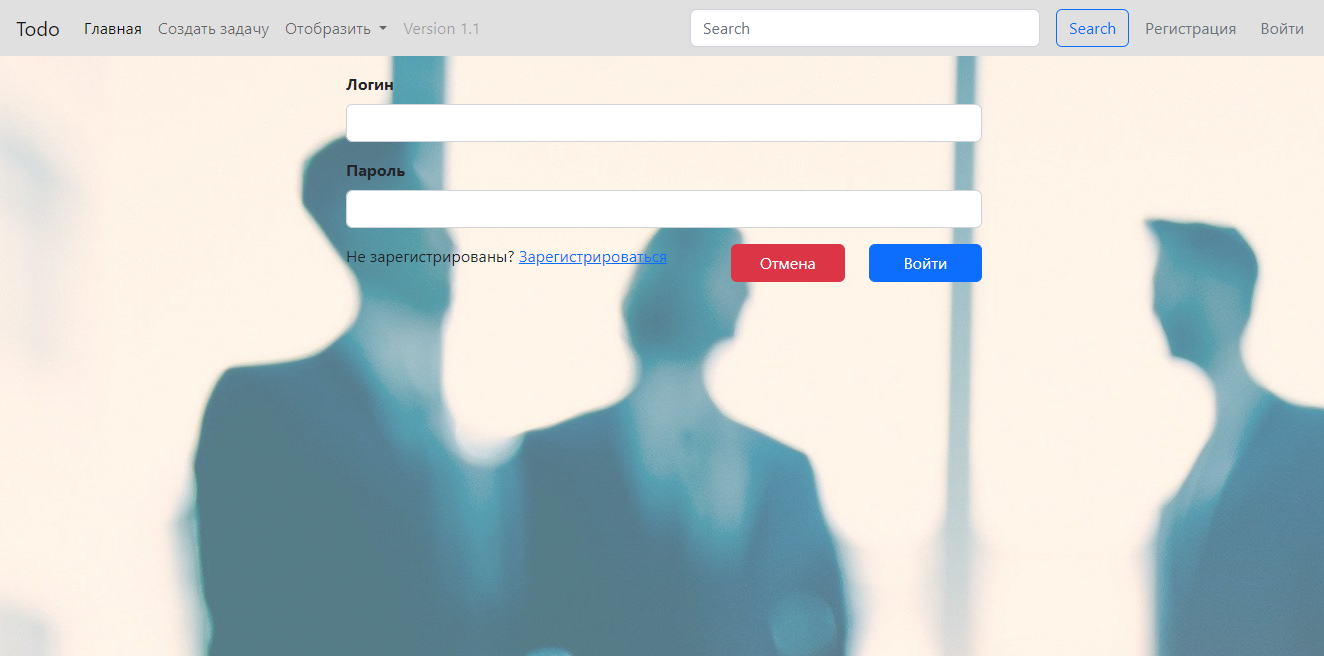 Todo Главная Создать задачу Отобразить Version 1.1 Search Search Регистрация Войти
Логин
Пароль
Не зарегистрированы? Зарегистрироваться Отмена Войти